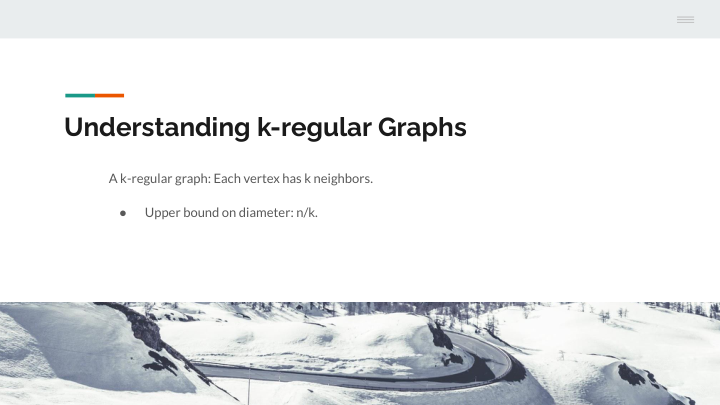 Understanding k-regular Graphs
A k-regular graph: Each vertex has k neighbors.
● Upper bound on diameter: n/k.